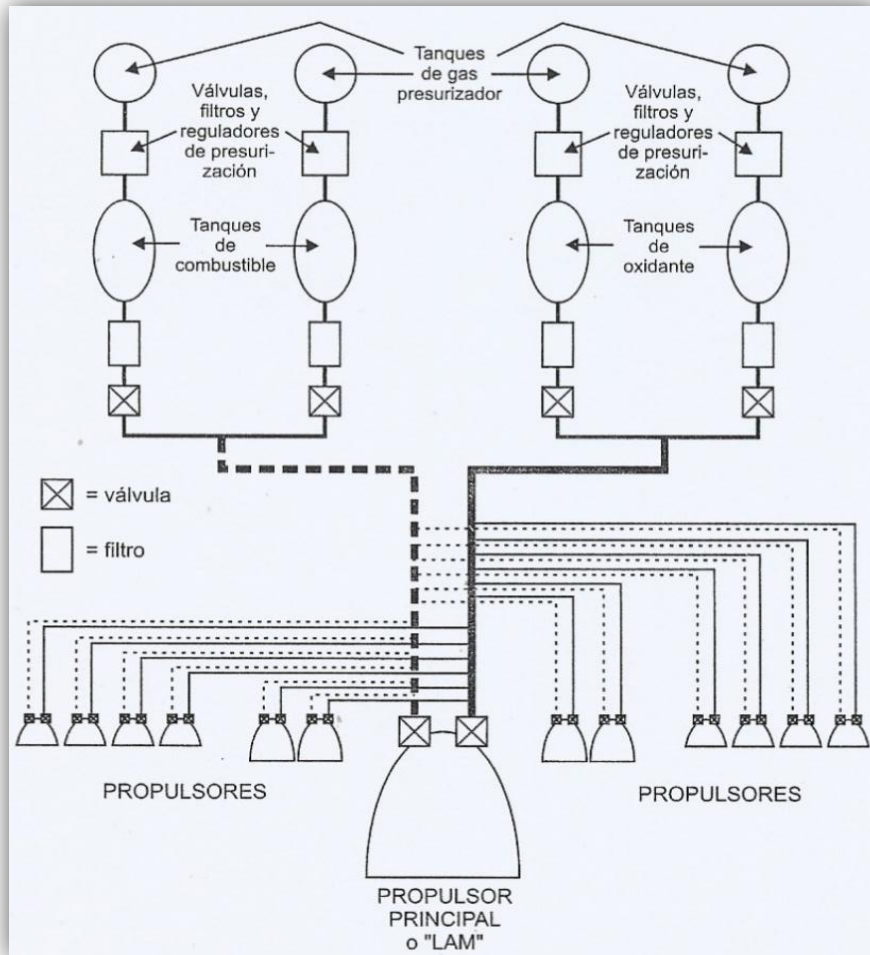 Tanques
de gas
presurizador
Válvulas,
filtros y
reguladores
de presuri-
zación
Válvulas,
filtros y
reguladores
de presuri-
zación
Tanques
de
combustible
Tanques
de
oxidante
= válvula
= filtro
PROPULSORES
PROPULSORES
PROPULSOR
PRINCIPAL
o "LAM"